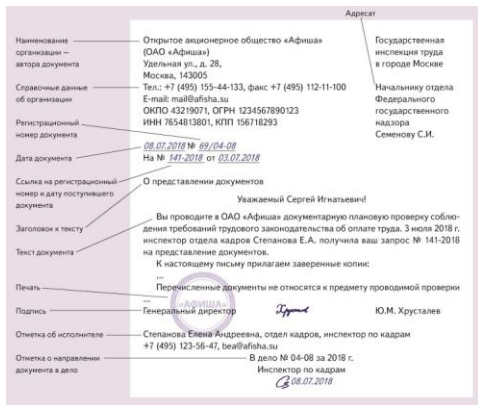 Адресат
Наименование
организации –
автора документа
Открытое акционерное общество «Афиша»
(ОАО «Афиша»)
Удельная ул., д. 28,
Москва, 143005
Государственная
инспекция труда
в городе Москве
Справочные данные
об организации
Тел.: +7 (495) 155-44-133, факс +7 (495) 112-11-100
E-mail: mail@afisha.su
ОКПО 43219071, ОГРН 1234567890123
ИНН 7654813801, КПП 156718293
Начальнику отдела
Федерального
государственного
надзора
Семенову С.И.
Регистрационный
номер документа
08.07.2018 № 69/04-08
Дата документа
На № 141-2018 от 03.07.2018
Ссылка на регистрационный
номер и дату поступившего
документа
О представлении документов
Уважаемый Сергей Игнатьевич!
Заголовок к тексту
Текст документа
Вы проводите в ОАО «Афиша» документарную плановую проверку соблю-
дения требований трудового законодательства об оплате труда. 3 июля 2018 г.
инспектор отдела кадров Степанова Е.А. получила ваш запрос № 141-2018
на представление документов.
К настоящему письму прилагаем заверенные копии:
...
Печать
Перечисленные документы не относятся к предмету проводимой проверки
...
«АФИША»
Подпись
Генеральный директор
Хрусталев
Ю.М. Хрусталев
Отметка об исполнителе
Степанова Елена Андреевна, отдел кадров, инспектор по кадрам
+7 (495) 123-56-47, bea@afisha.su
Отметка о направлении
документа в дело
В дело № 04-08 за 2018 г.
Инспектор по кадрам
08.07.2018